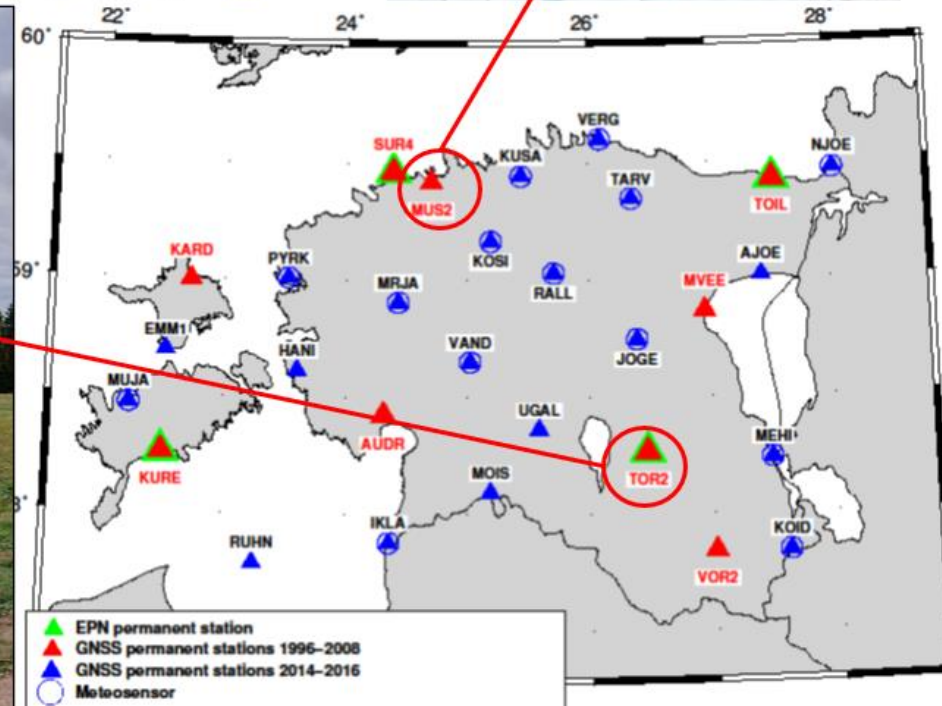 22°
24°
26°
28°
60°
VERG
SUR4
KUSA
NJOE
TARV
MUS2
TOIL
KARD
KOSI
PYRK
AJOE
59°
MRJA
RALL
MVEE
EMM1
HANI
VAND
JOGE
MUJA
UGAL
AUDR
MEHI
KURE
MOIS
TOR2
8°
IKLA
KOID
RUHN
VOR2
EPN permanent station
GNSS permanent stations 1996–2008
GNSS permanent stations 2014–2016
Meteosensor